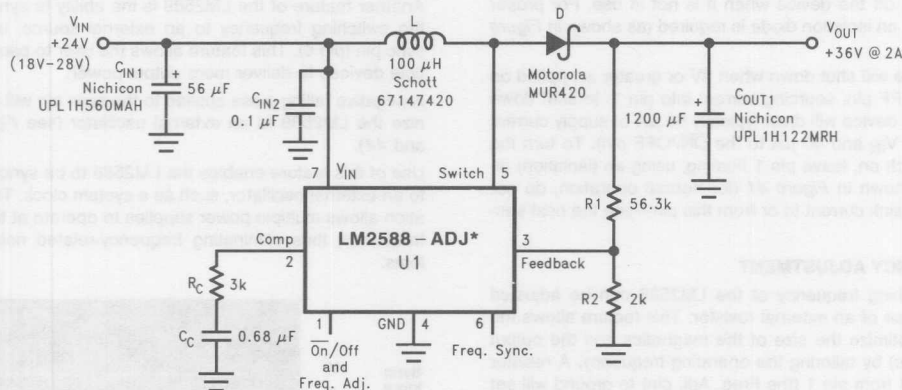 V_IN
+24V
(18V–28V)
C_IN1
Nichicon
UPL1H560MAH
+
56 µF
C_IN2
0.1 µF
L
100 µH
Schott
67147420
Motorola
MUR420
V_OUT
+36V @ 2A
+
1200 µF
C_OUT1
Nichicon
UPL1H122MRH
7
V_IN
Switch
5
R1
56.3k
Comp
2
LM2588–ADJ*
U1
3
Feedback
R_C
3k
R2
2k
C_C
0.68 µF
1
On/Off
and
Freq. Adj.
GND
4
6
Freq. Sync.